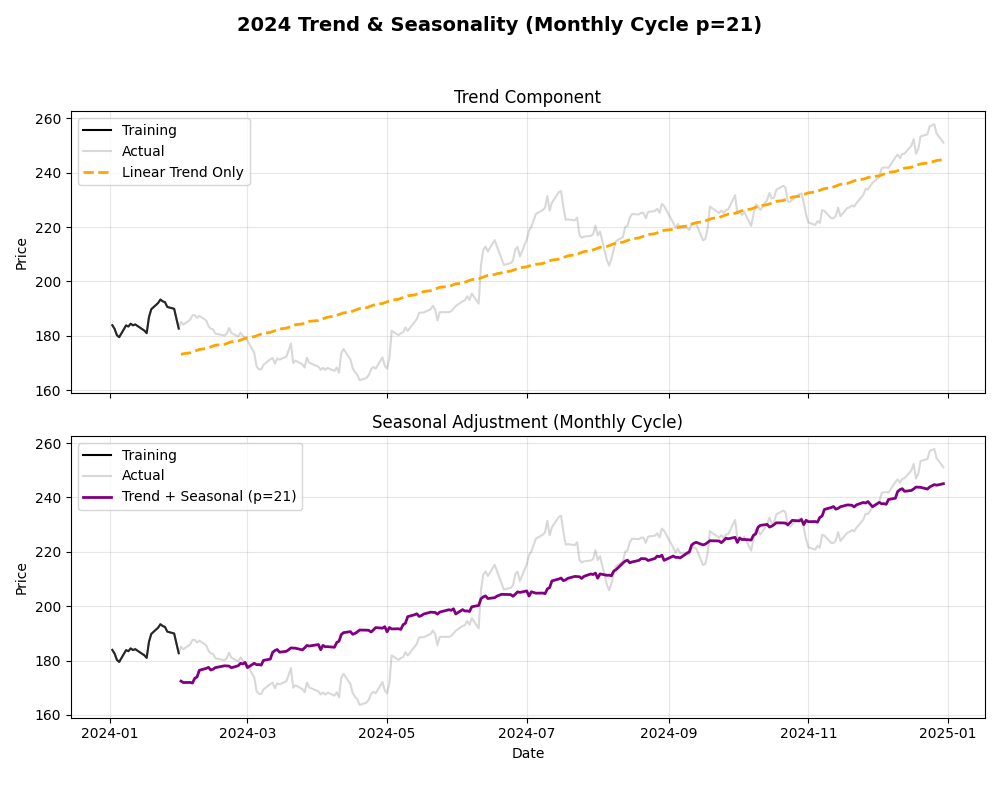 2024 Trend & Seasonality (Monthly Cycle p=21)
Trend Component
Training
Actual
Linear Trend Only
Price
260
240
220
200
180
160
Seasonal Adjustment (Monthly Cycle)
Training
Actual
Trend + Seasonal (p=21)
Price
260
240
220
200
180
160
2024-01 2024-03 2024-05 2024-07 2024-09 2024-11 2025-01
Date